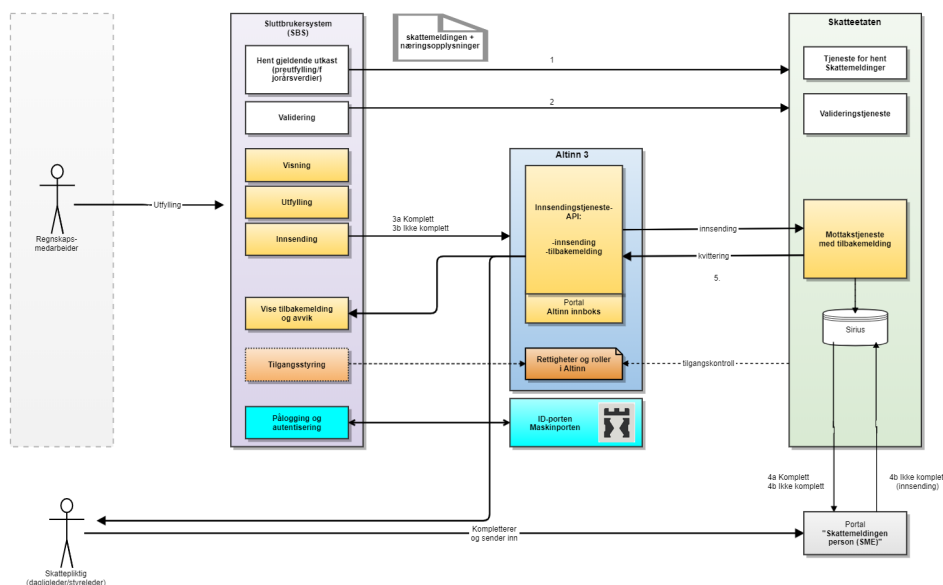 Sluttbrukersystem
(SBS)
skattemeldingen +
næringsopplysninger
Skatteetaten
Hent gjeldende utkast
(preutfylling/f
jorårsverdier)
1
Tjeneste for hent
Skattemeldinger
Validering
2
Valideringstjeneste
Visning
Utfylling
Innsending
Utfylling
Regnskaps-
medarbeider
3a Komplett
3b Ikke komplett
Altinn 3
Innsendingstjeneste-
API:
-innsending
-tilbakemelding
Portal
Altinn innboks
innsending
kvittering
5.
Mottakstjeneste
med tilbakemelding
Sirius
Vise tilbakemelding
og avvik
Tilgangsstyring
Rettigheter og roller
i Altinn
tilgangskontroll
Pålogging og
autentisering
ID-porten
Maskinporten
4a Komplett
4b Ikke komplett
4b Ikke komplet
(innsending)
Skattepliktig
(dagligleder/styreleder)
Kompletterer
og sender inn
Portal
"Skattemeldingen
person (SME)"